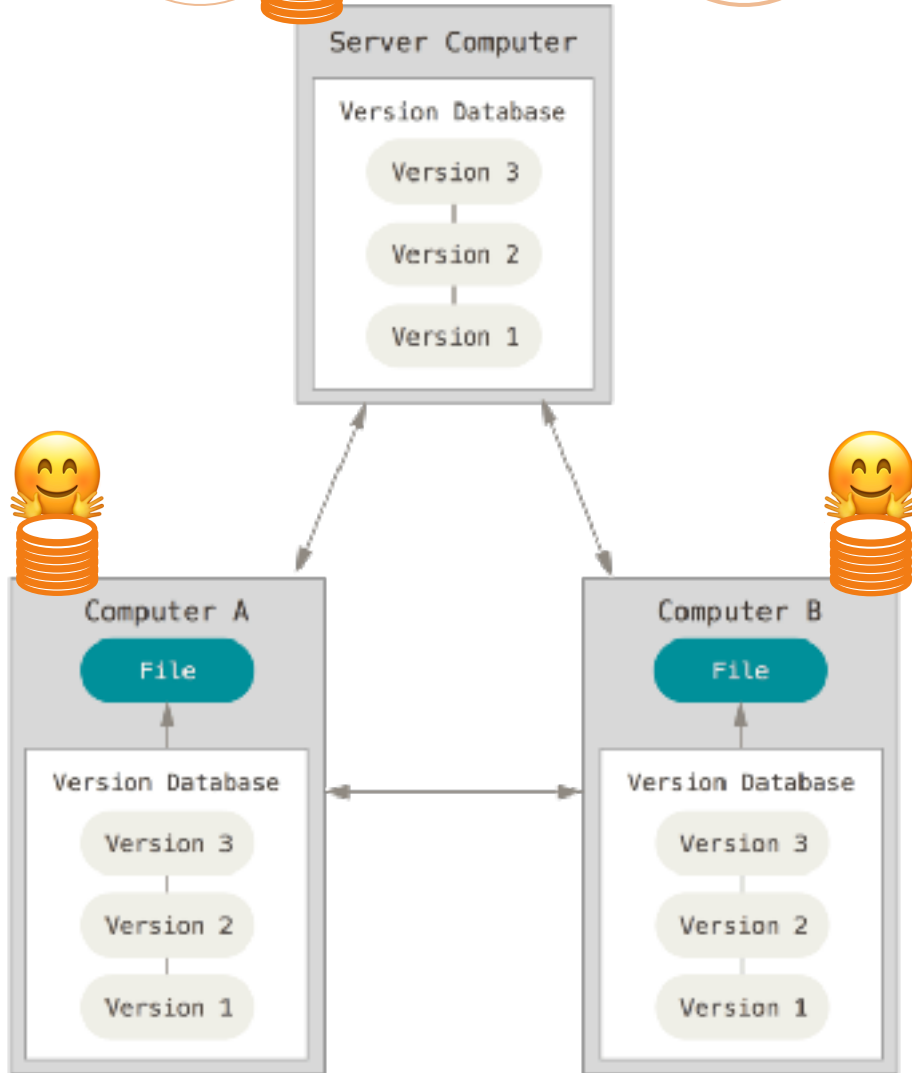 Server Computer
Version Database
Version 3
Version 2
Version 1
Computer A
File
Version Database
Version 3
Version 2
Version 1
Computer B
File
Version Database
Version 3
Version 2
Version 1